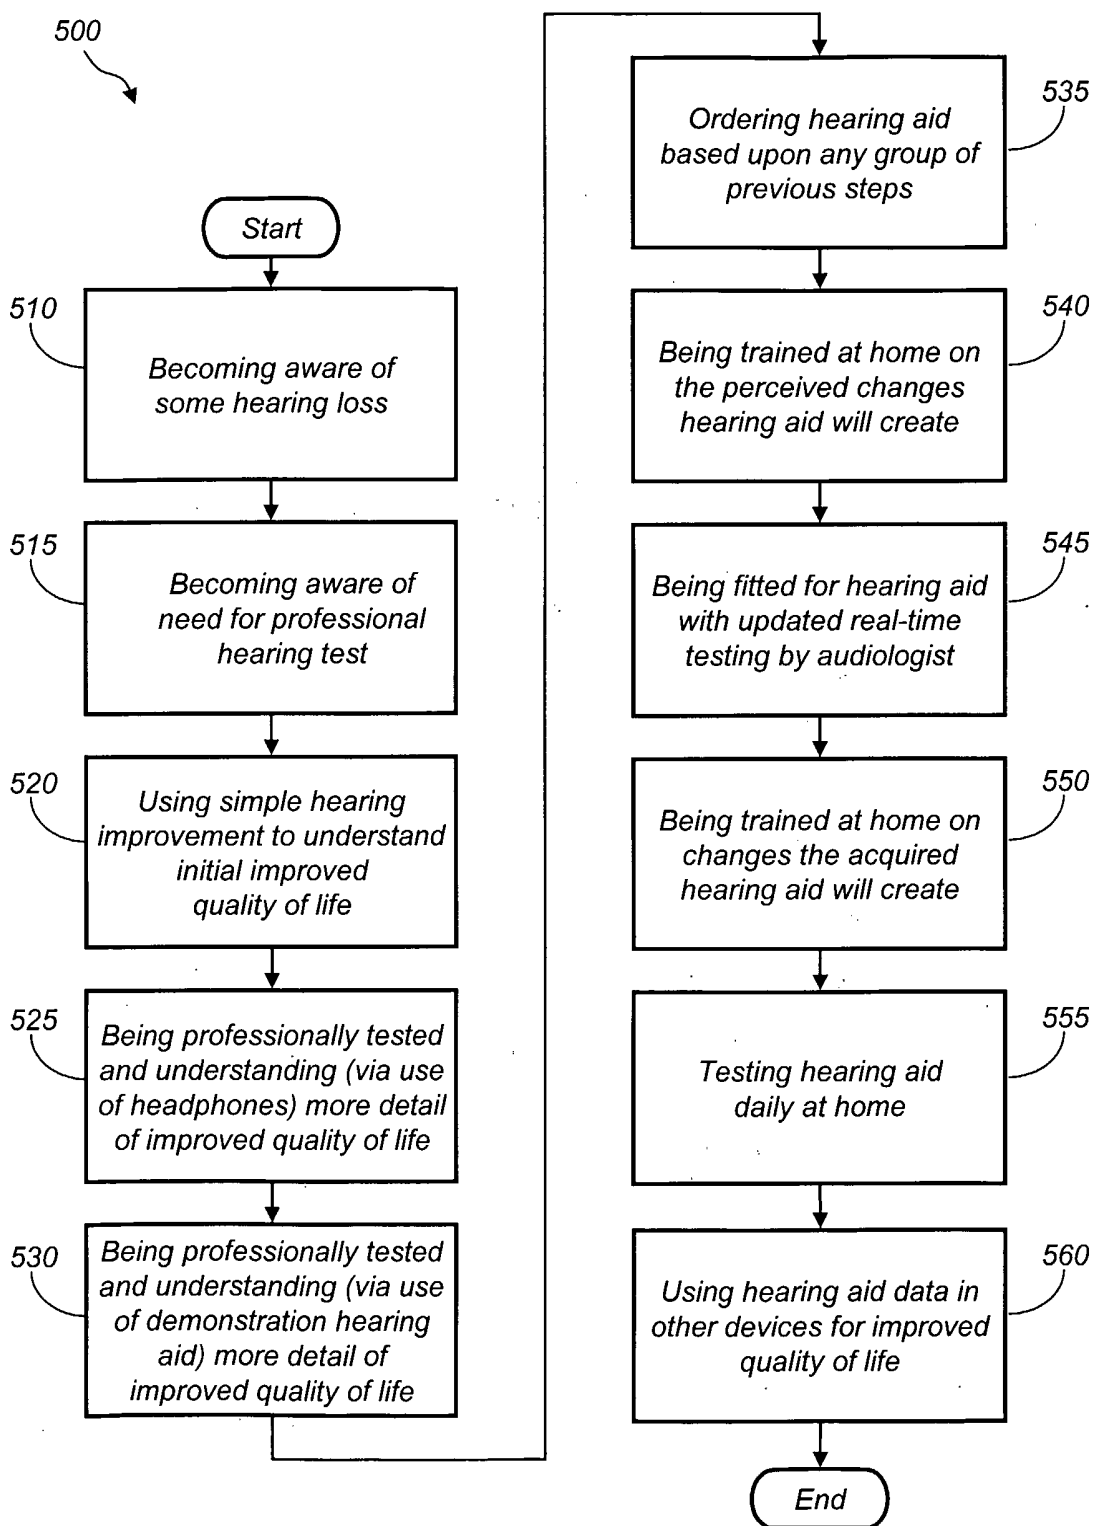 500
Start
510
Becoming aware of
some hearing loss
515
Becoming aware of
need for professional
hearing test
520
Using simple hearing
improvement to understand
initial improved
quality of life
525
Being professionally tested
and understanding (via use
of headphones) more detail
of improved quality of life
530
Being professionally tested
and understanding (via use
of demonstration hearing
aid) more detail of
improved quality of life
535
Ordering hearing aid
based upon any group of
previous steps
540
Being trained at home on
the perceived changes
hearing aid will create
545
Being fitted for hearing aid
with updated real-time
testing by audiologist
550
Being trained at home on
changes the acquired
hearing aid will create
555
Testing hearing aid
daily at home
560
Using hearing aid data in
other devices for improved
quality of life
End